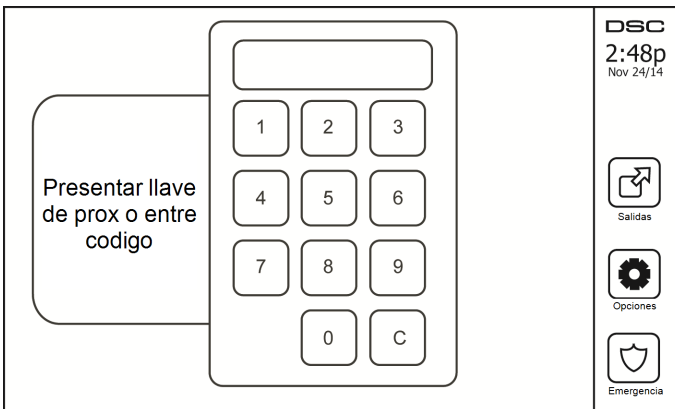 Presentar llave
de prox o entre
codigo
1 2 3
4 5 6
7 8 9
0 C
DSC
2:48p
Nov 24/14
Salidas
Opciones
Emergencia